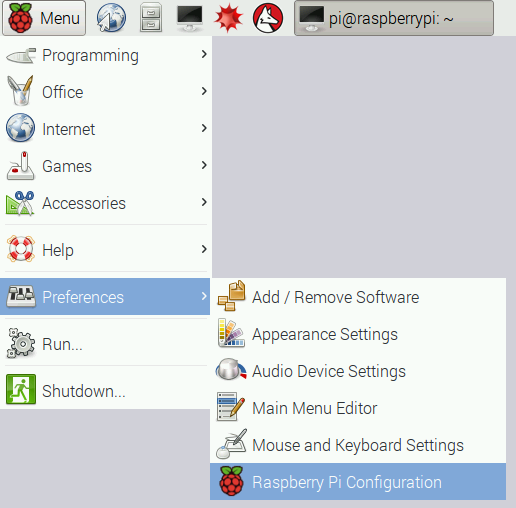 Menu
pi@raspberrypi: ~
Programming
Office
Internet
Games
Accessories
Help
Preferences
Run...
Shutdown...
Add / Remove Software
Appearance Settings
Audio Device Settings
Main Menu Editor
Mouse and Keyboard Settings
Raspberry Pi Configuration